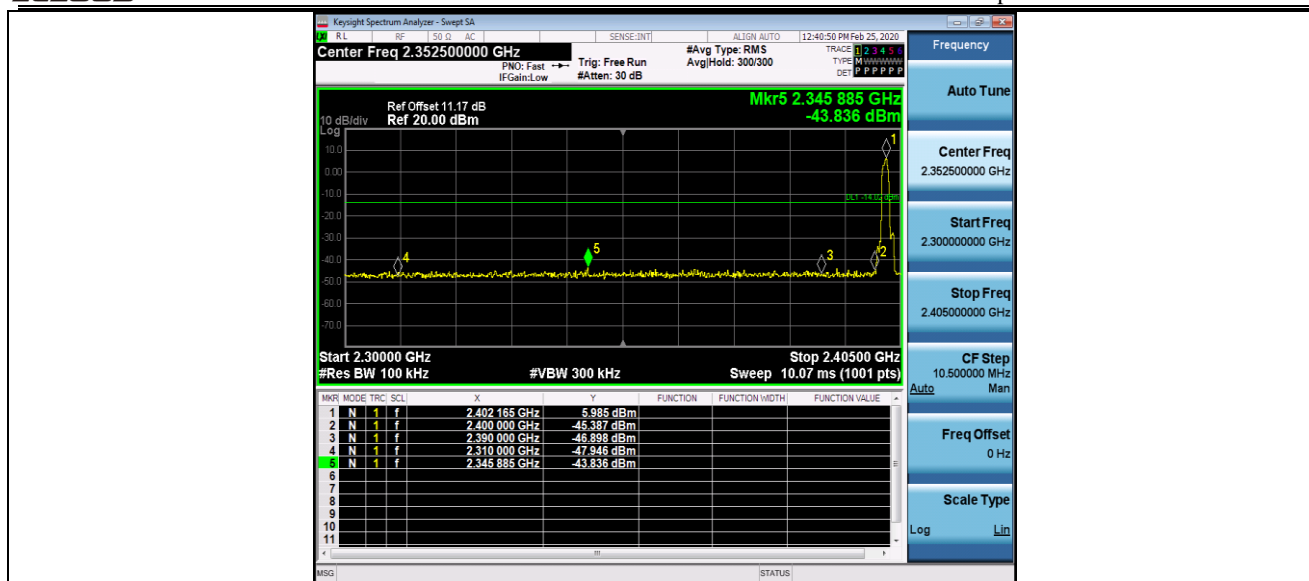 Keysight Spectrum Analyzer - Swept SA
RL RF 50 Ω AC SENSE:INT ALIGN AUTO 12:40:50 PM Feb 25, 2020
Center Freq 2.352500000 GHz
PNO: Fast
IFGain:Low
Trig: Free Run
#Atten: 30 dB
#Avg Type: RMS
Avg|Hold: 300/300
TRACE 1 2 3 4 5 6
TYPE M WWWWW
DET P P P P P P
Ref Offset 11.17 dB
10 dB/div Ref 20.00 dBm
Log
Mkr5 2.345 885 GHz
-43.836 dBm
10.0
0.00
-10.0
-20.0
-30.0
-40.0
-50.0
-60.0
-70.0
DL1 -14.02 dBm
1
2
3
4
5
Start 2.30000 GHz Stop 2.40500 GHz
#Res BW 100 kHz #VBW 300 kHz Sweep 10.07 ms (1001 pts)
MKR MODE TRC SCL X Y FUNCTION FUNCTION WIDTH FUNCTION VALUE
1 N 1 f 2.402 165 GHz 5.985 dBm
2 N 1 f 2.400 000 GHz -45.387 dBm
3 N 1 f 2.390 000 GHz -46.898 dBm
4 N 1 f 2.310 000 GHz -47.946 dBm
5 N 1 f 2.345 885 GHz -43.836 dBm
6
7
8
9
10
11
MSG STATUS
Frequency
Auto Tune
Center Freq
2.352500000 GHz
Start Freq
2.300000000 GHz
Stop Freq
2.405000000 GHz
CF Step
10.500000 MHz
Auto Man
Freq Offset
0 Hz
Scale Type
Log Lin